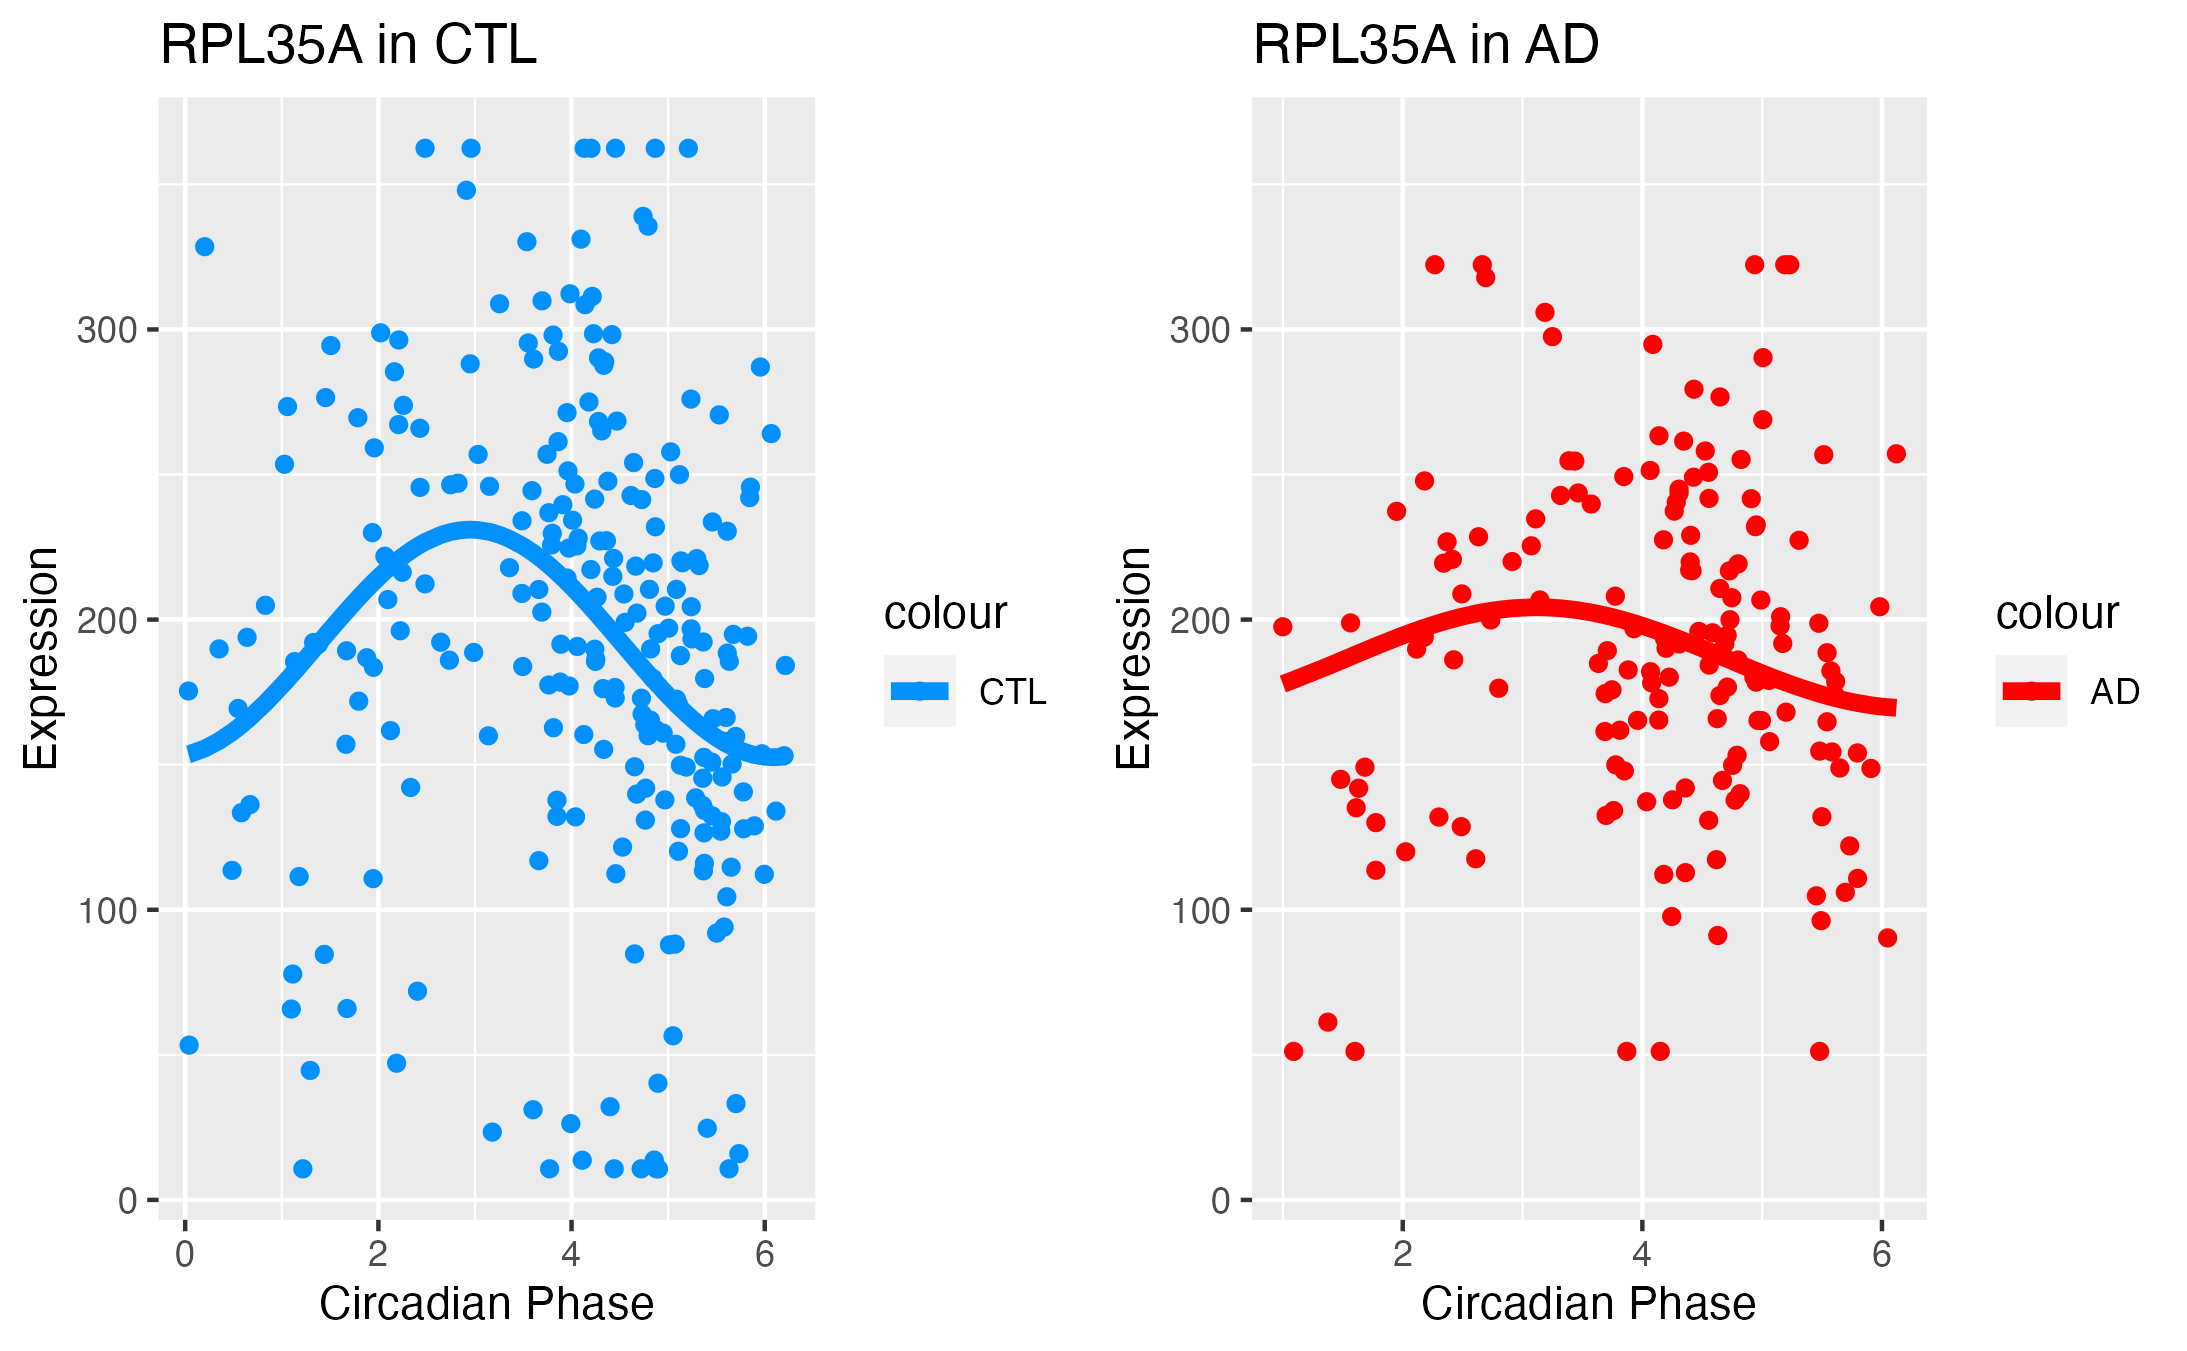 RPL35A in CTL
Expression
300
200
100
0
0 2 4 6
Circadian Phase
colour
CTL
RPL35A in AD
Expression
300
200
100
0
2 4 6
Circadian Phase
colour
AD